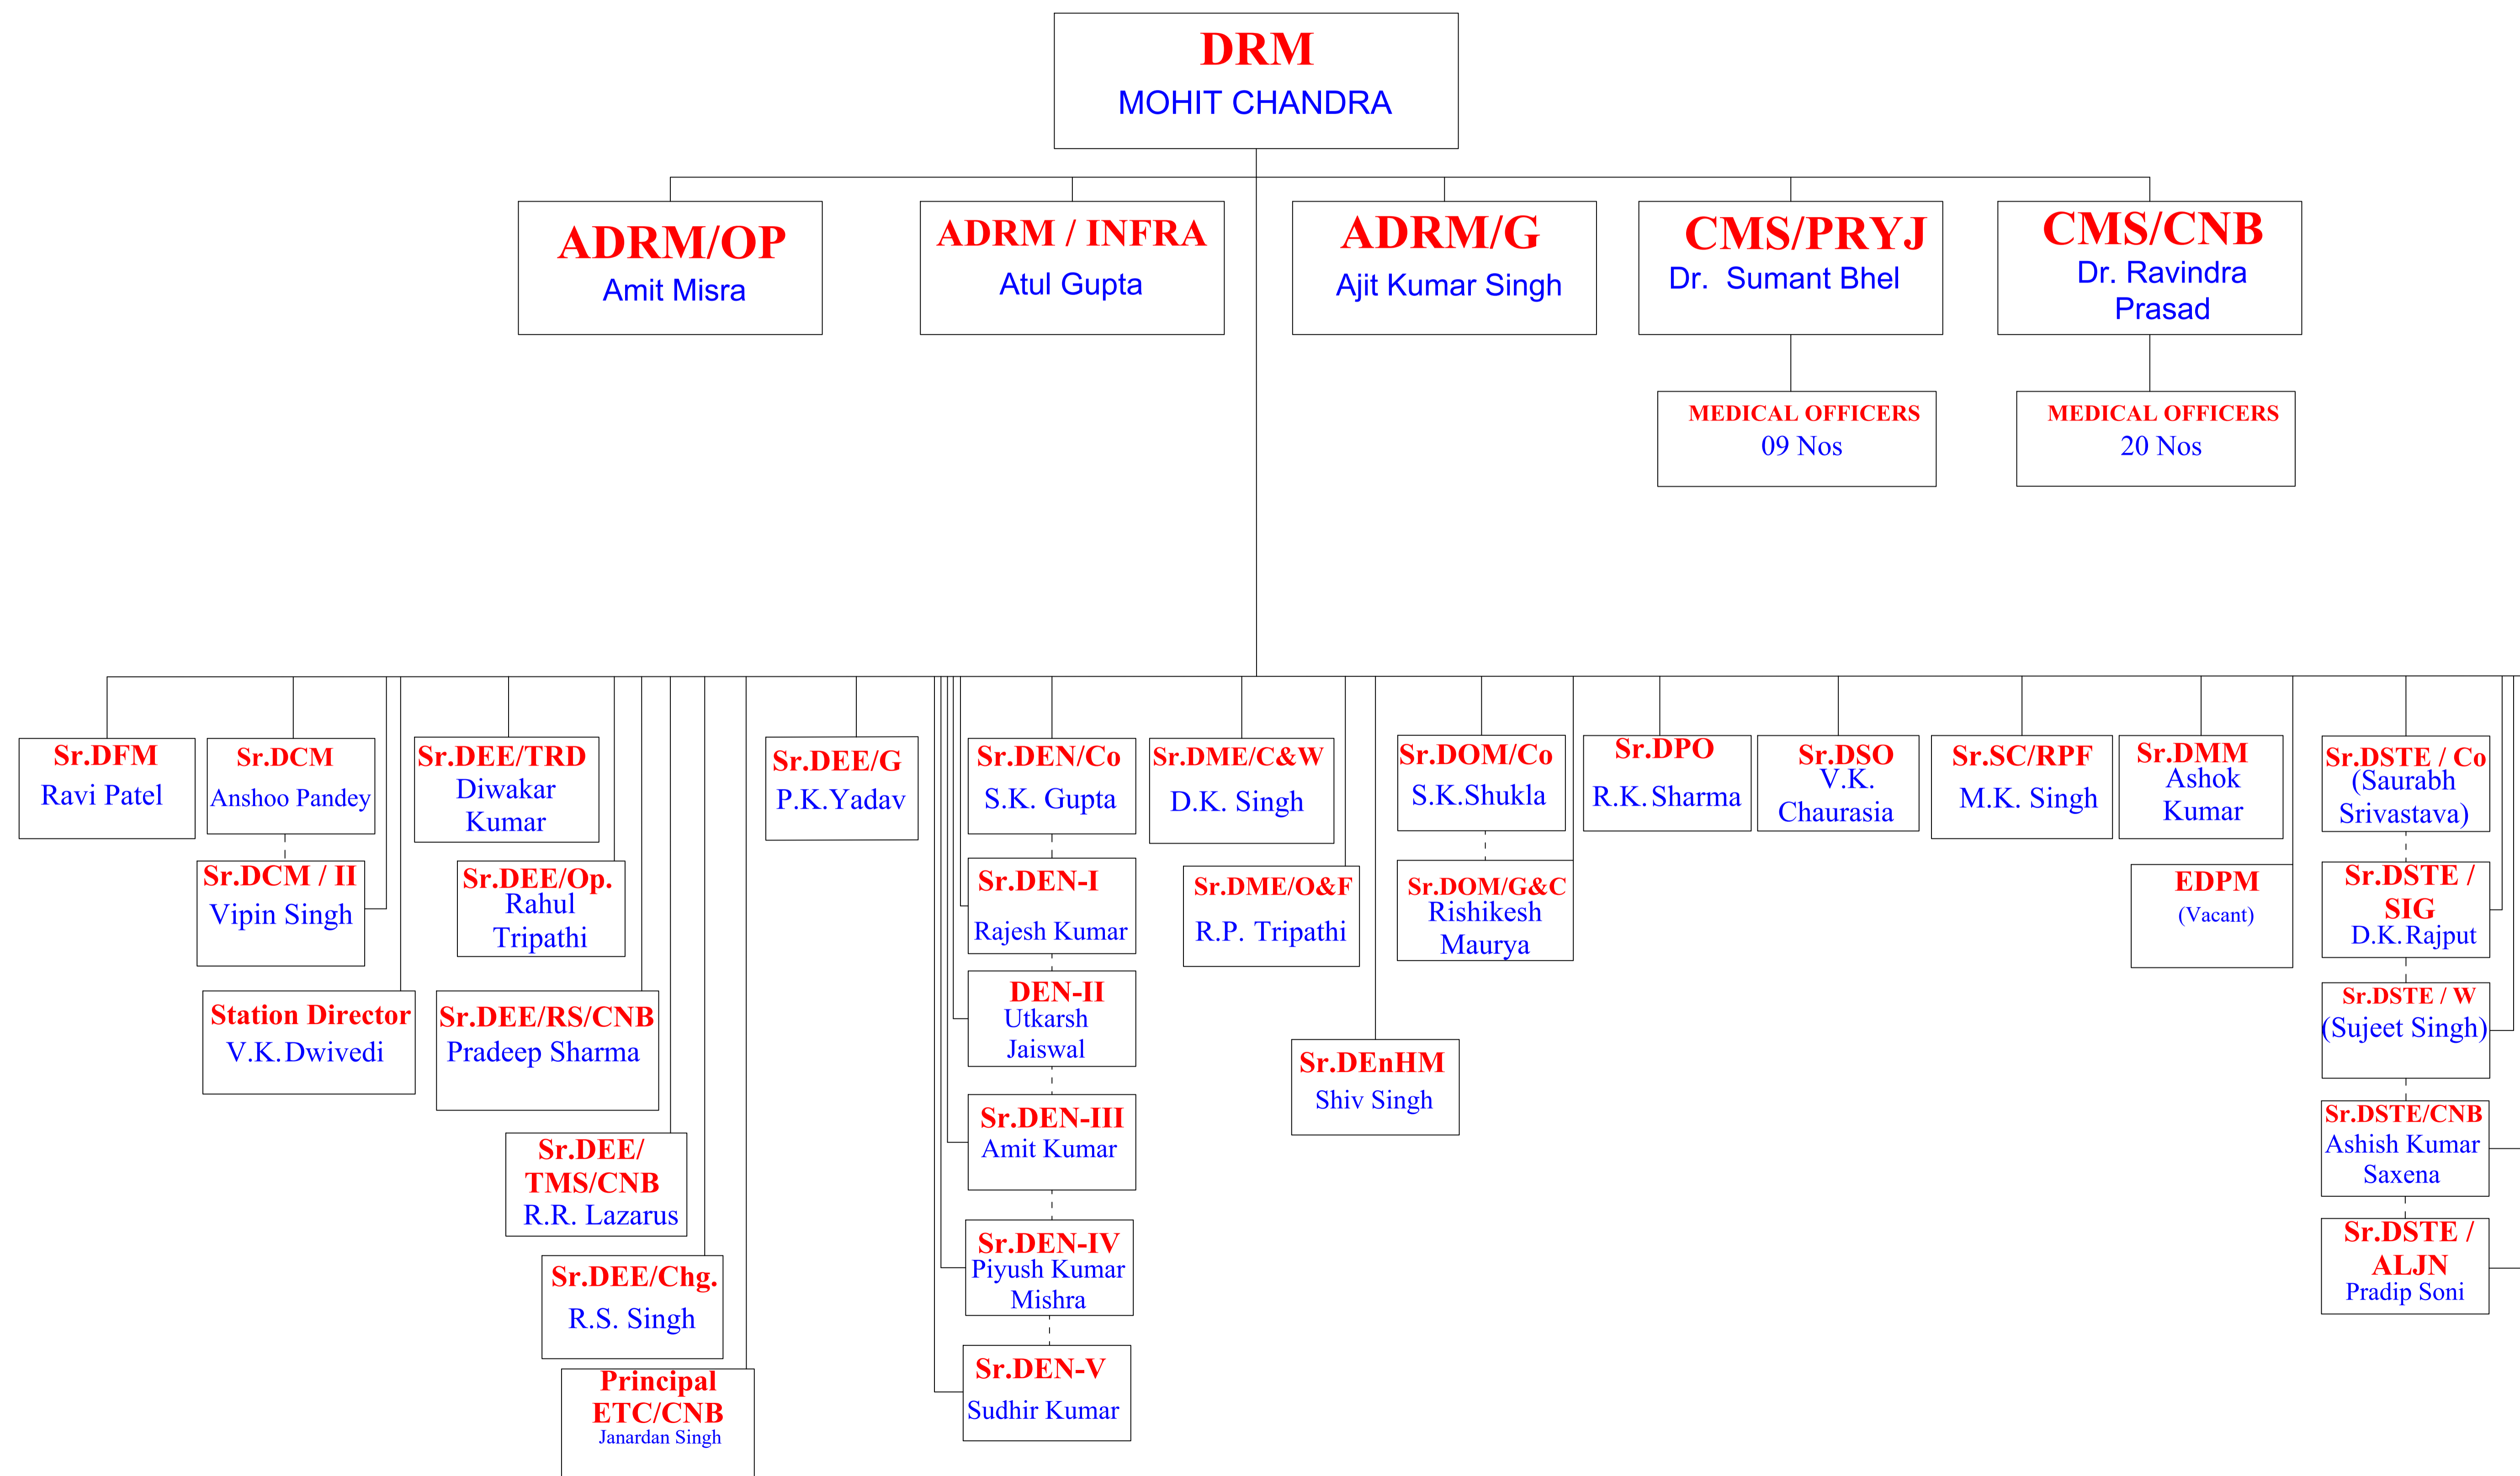 DRM
MOHIT CHANDRA
ADRM/OP
Amit Misra
ADRM / INFRA
Atul Gupta
ADRM/G
Ajit Kumar Singh
CMS/PRYJ
Dr. Sumant Bhel
CMS/CNB
Dr. Ravindra
Prasad
MEDICAL OFFICERS
09 Nos
MEDICAL OFFICERS
20 Nos
Sr.DFM
Ravi Patel
Sr.DCM
Anshoo Pandey
Sr.DCM / II
Vipin Singh
Station Director
V.K.Dwivedi
Sr.DEE/TRD
Diwakar
Kumar
Sr.DEE/Op.
Rahul
Tripathi
Sr.DEE/RS/CNB
Pradeep Sharma
Sr.DEE/
TMS/CNB
R.R. Lazarus
Sr.DEE/Chg.
R.S. Singh
Principal
ETC/CNB
Janardan Singh
Sr.DEE/G
P.K.Yadav
Sr.DEN/Co
S.K. Gupta
Sr.DEN-I
Rajesh Kumar
DEN-II
Utkarsh
Jaiswal
Sr.DEN-III
Amit Kumar
Sr.DEN-IV
Piyush Kumar
Mishra
Sr.DEN-V
Sudhir Kumar
Sr.DME/C&W
D.K. Singh
Sr.DME/O&F
R.P. Tripathi
Sr.DEnHM
Shiv Singh
Sr.DOM/Co
S.K.Shukla
Sr.DOM/G&C
Rishikesh
Maurya
Sr.DPO
R.K.Sharma
Sr.DSO
V.K.
Chaurasia
Sr.SC/RPF
M.K. Singh
Sr.DMM
Ashok
Kumar
EDPM
(Vacant)
Sr.DSTE / Co
(Saurabh
Srivastava)
Sr.DSTE /
SIG
D.K.Rajput
Sr.DSTE / W
(Sujeet Singh)
Sr.DSTE/CNB
Ashish Kumar
Saxena
Sr.DSTE /
ALJN
Pradip Soni